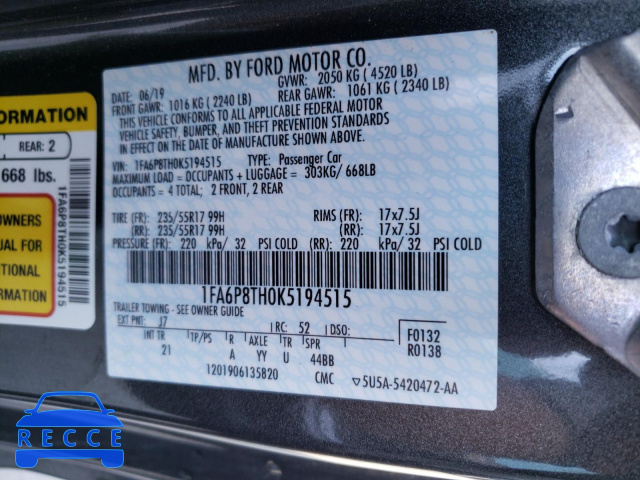 MFD. BY FORD MOTOR CO.
DATE: 06/19
GVWR: 2050 KG ( 4520 LB)
FRONT GAWR: 1016 KG ( 2240 LB)
REAR GAWR: 1061 KG ( 2340 LB)
THIS VEHICLE CONFORMS TO ALL APPLICABLE FEDERAL MOTOR
VEHICLE SAFETY, BUMPER, AND THEFT PREVENTION STANDARDS
IN EFFECT ON THE DATE OF MANUFACTURE SHOWN ABOVE.
VIN: 1FA6P8TH0K5194515 TYPE: Passenger Car
MAXIMUM LOAD = OCCUPANTS + LUGGAGE = 303KG/ 668LB
OCCUPANTS = 4 TOTAL; 2 FRONT, 2 REAR
TIRE (FR): 235/55R17 99H RIMS (FR): 17x7.5J
(RR): 235/55R17 99H (RR): 17x7.5J
PRESSURE (FR): 220 kPa/ 32 PSI COLD (RR): 220 kPa/ 32 PSI COLD
1FA6P8TH0K5194515
TRAILER TOWING - SEE OWNER GUIDE
EXT PNT: J7 RC: 52 DSO:
F0132
R0138
INT TR TP/PS R AXLE TR SPR
21 A YY U 44BB
1201906135820 CMC 5U5A-5420472-AA
REAR: 2
668 lbs.
OWNERS
UAL FOR
TIONAL
RMATION
1FA6P8TH0K5194515
RECCE